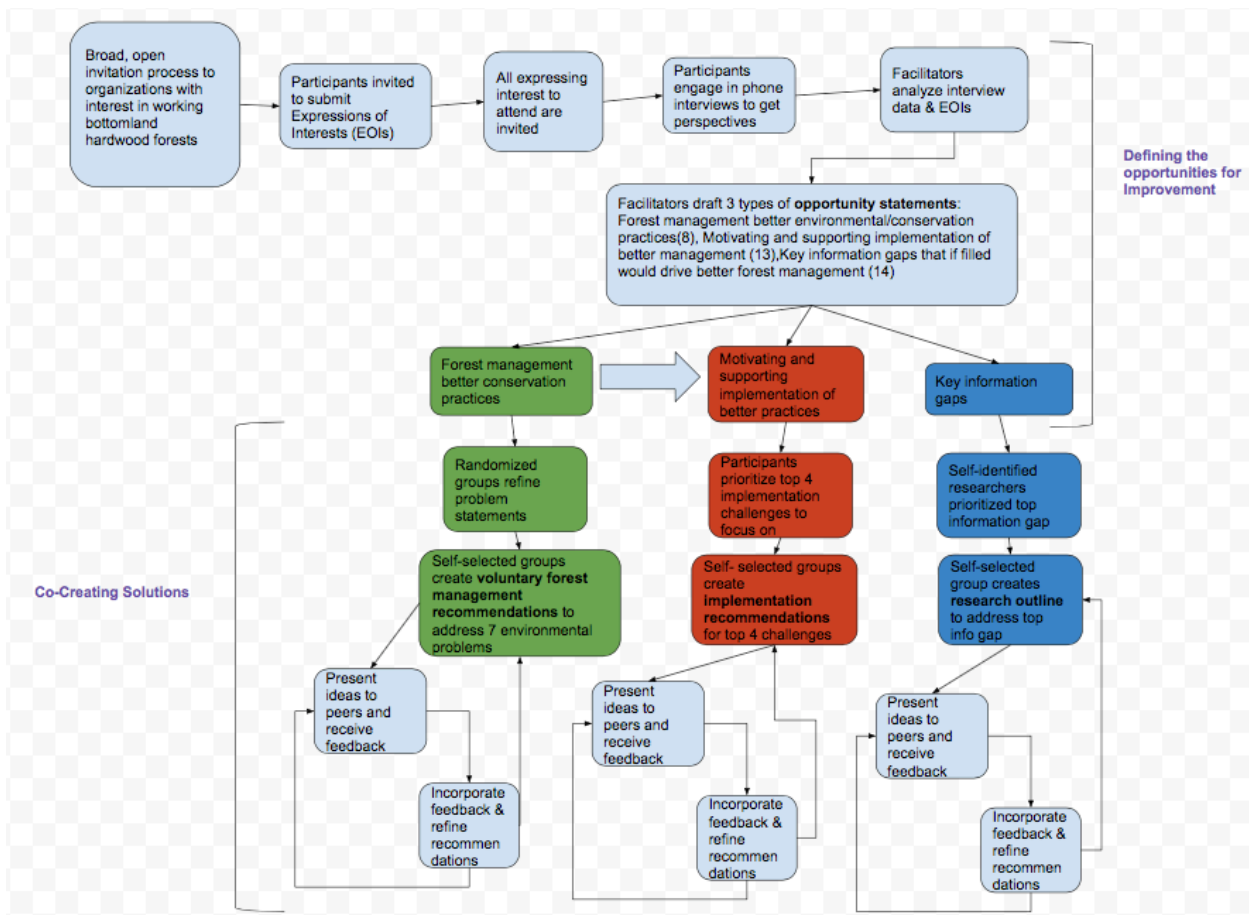 Broad, open
invitation process to
organizations with
interest in working
bottomland
hardwood forests
Participants invited
to submit
Expressions of
Interests (EOIs)
All expressing
interest to
attend are
invited
Participants
engage in phone
interviews to get
perspectives
Facilitators
analyze interview
data & EOIs
Defining the
opportunities for
Improvement
Facilitators draft 3 types of opportunity statements:
Forest management better environmental/conservation
practices(8), Motivating and supporting implementation of
better management (13),Key information gaps that if filled
would drive better forest management (14)
Forest management
better conservation
practices
Motivating and
supporting
implementation of
better practices
Key information
gaps
Randomized
groups refine
problem
statements
Participants
prioritize top 4
implementation
challenges to
focus on
Self-identified
researchers
prioritized top
information gap
Co-Creating Solutions
Self-selected groups
create voluntary forest
management
recommendations to
address 7 environmental
problems
Self- selected groups
create
implementation
recommendations
for top 4 challenges
Self-selected
group creates
research outline
to address top
info gap
Present
ideas to
peers and
receive
feedback
Incorporate
feedback &
refine
recommen
dations
Present
ideas to
peers and
receive
feedback
Incorporate
feedback &
refine
recommen
dations
Present
ideas to
peers and
receive
feedback
Incorporate
feedback &
refine
recommen
dations